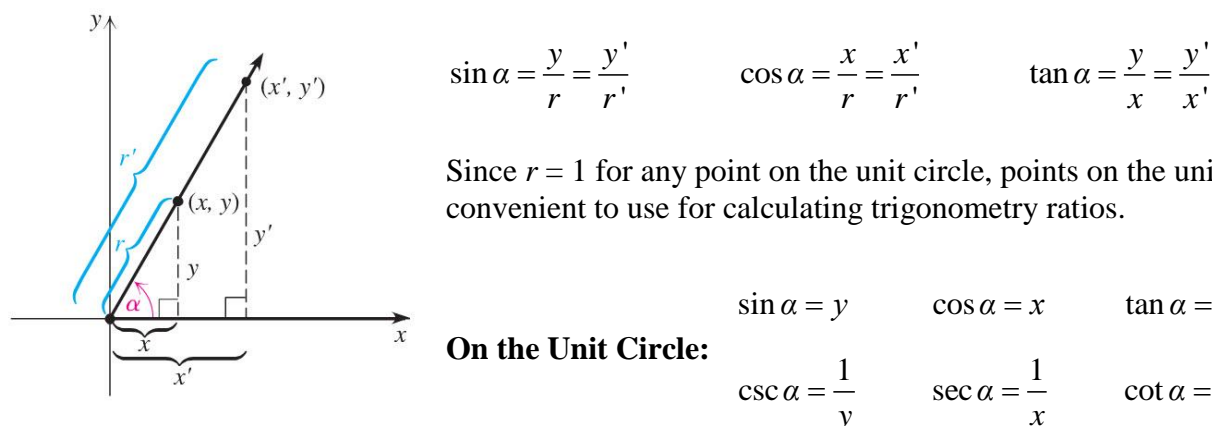 y
(x', y')
r'
(x, y)
r
y'
y
α
x
x
x'
sin α = y/r = y'/r'    cos α = x/r = x'/r'    tan α = y/x = y'/x'
Since r = 1 for any point on the unit circle, points on the
convenient to use for calculating trigonometry ratios.
sin α = y    cos α = x    tan α =
On the Unit Circle:
csc α = 1/y    sec α = 1/x    cot α =